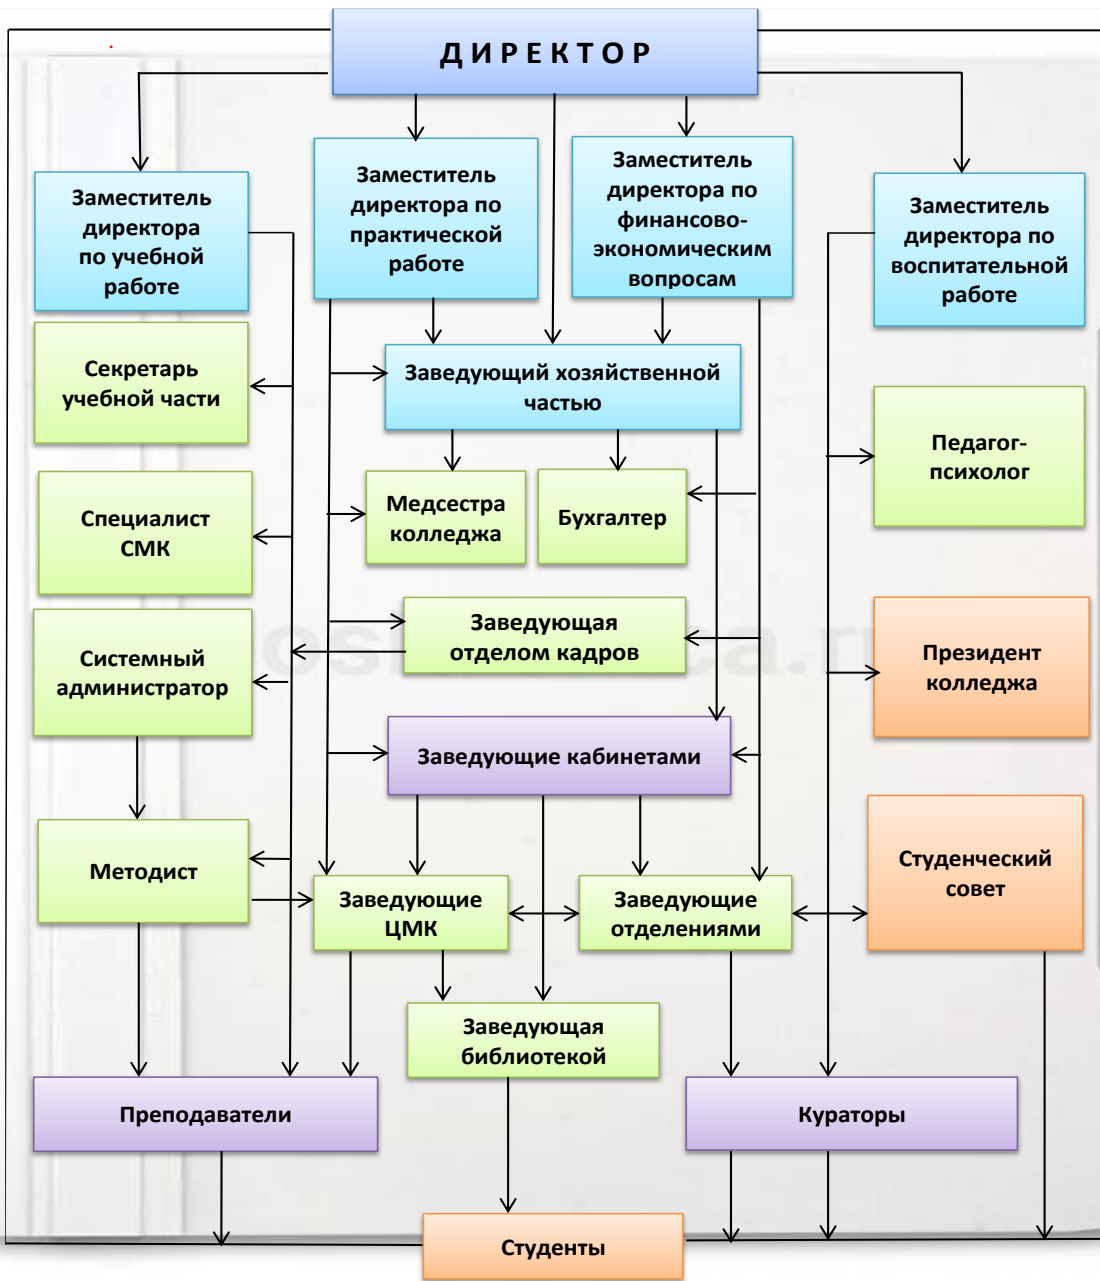 ДИРЕКТОР
Заместитель
директора
по учебной
работе
Заместитель
директора по
практической
работе
Заместитель
директора по
финансово-
экономическим
вопросам
Заместитель
директора по
воспитательной
работе
Секретарь
учебной части
Заведующий хозяйственной
частью
Педагог-
психолог
Специалист
СМК
Медсестра
колледжа
Бухгалтер
Заведующая
отделом кадров
Системный
администратор
Президент
колледжа
Заведующие кабинетами
Методист
Заведующие
ЦМК
Заведующие
отделениями
Студенческий
совет
Заведующая
библиотекой
Преподаватели
Кураторы
Студенты